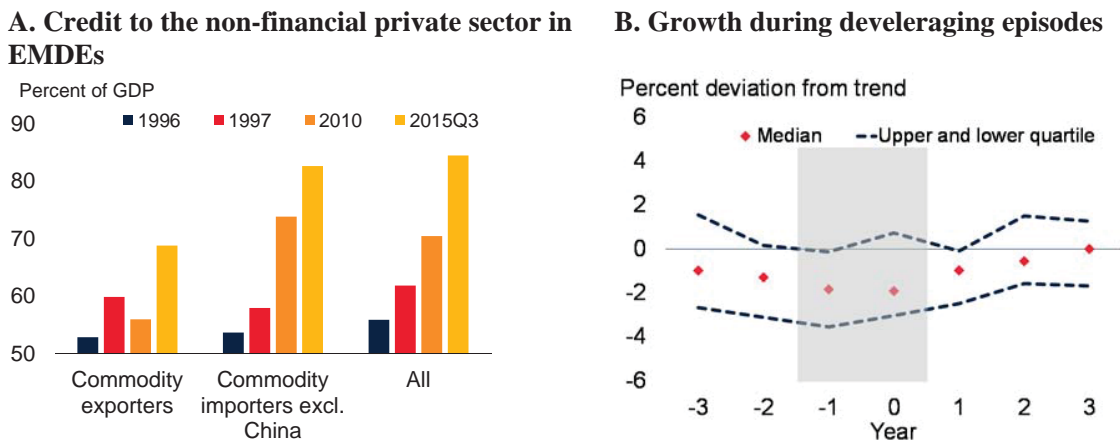 A. Credit to the non-financial private sector in
EMDEs
Percent of GDP
1996 1997 2010 2015Q3
90
80
70
60
50
Commodity
exporters
Commodity
importers excl.
China
All
B. Growth during develeraging episodes
Percent deviation from trend
Median Upper and lower quartile
6
4
2
0
-2
-4
-6
-3 -2 -1 0 1 2 3
Year